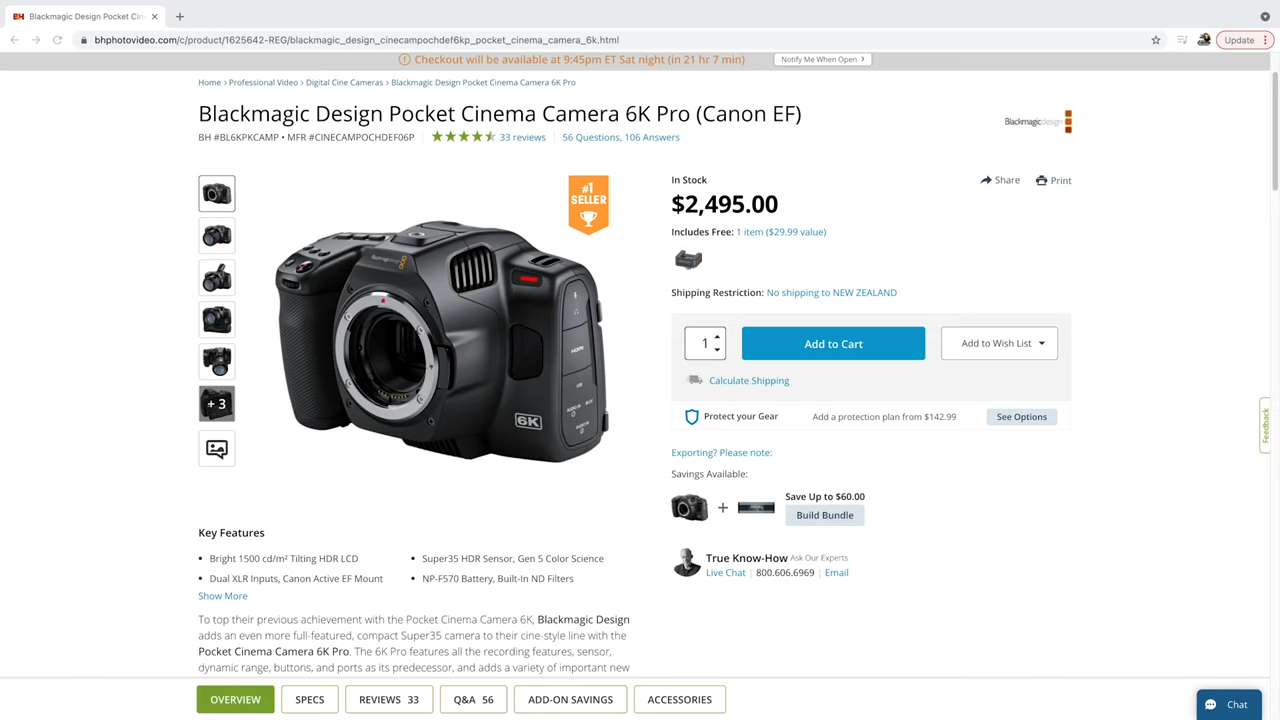 BH Blackmagic Design Pocket Cin
bhphotovideo.com/c/product/1625642-REG/blackmagic_design_cinecampochdef6kp_pocket_cinema_camera_6k.html
Update
Checkout will be available at 9:45pm ET Sat night (in 21 hr 7 min)
Notify Me When Open
Home > Professional Video > Digital Cine Cameras > Blackmagic Design Pocket Cinema Camera 6K Pro
Blackmagic Design Pocket Cinema Camera 6K Pro (Canon EF)
BH #BL6KPKCAMP • MFR #CINECAMPOCHDEF06P
33 reviews
56 Questions, 106 Answers
Blackmagicdesign
#1
SELLER
Blackmagicdesign
HDMI
USB
AUDIO IN
AUDIO IN
6K
+ 3
In Stock
Share
Print
$2,495.00
Includes Free: 1 item ($29.99 value)
Shipping Restriction: No shipping to NEW ZEALAND
1
Add to Cart
Add to Wish List
Calculate Shipping
Protect your Gear
Add a protection plan from $142.99
See Options
Exporting? Please note:
Savings Available:
+
Save Up to $60.00
Build Bundle
True Know-How Ask Our Experts
Live Chat | 800.606.6969 | Email
Feedback
Key Features
• Bright 1500 cd/m² Tilting HDR LCD
• Super35 HDR Sensor, Gen 5 Color Science
• Dual XLR Inputs, Canon Active EF Mount
• NP-F570 Battery, Built-In ND Filters
Show More
To top their previous achievement with the Pocket Cinema Camera 6K, Blackmagic Design
adds an even more full-featured, compact Super35 camera to their cine-style line with the
Pocket Cinema Camera 6K Pro. The 6K Pro features all the recording features, sensor,
dynamic range, buttons, and ports as its predecessor, and adds a variety of important new
OVERVIEW
SPECS
REVIEWS 33
Q&A 56
ADD-ON SAVINGS
ACCESSORIES
Chat